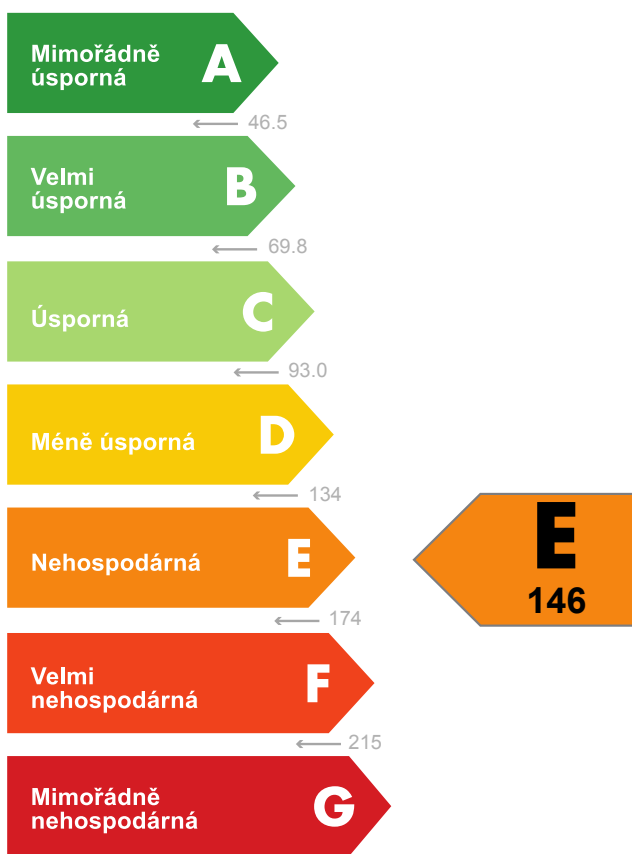 Mimořádně
úsporná
A
46.5
Velmi
úsporná
B
69.8
Úsporná
C
93.0
Méně úsporná
D
134
Nehospodárná
E
174
Velmi
nehospodárná
F
215
Mimořádně
nehospodárná
G
E
146